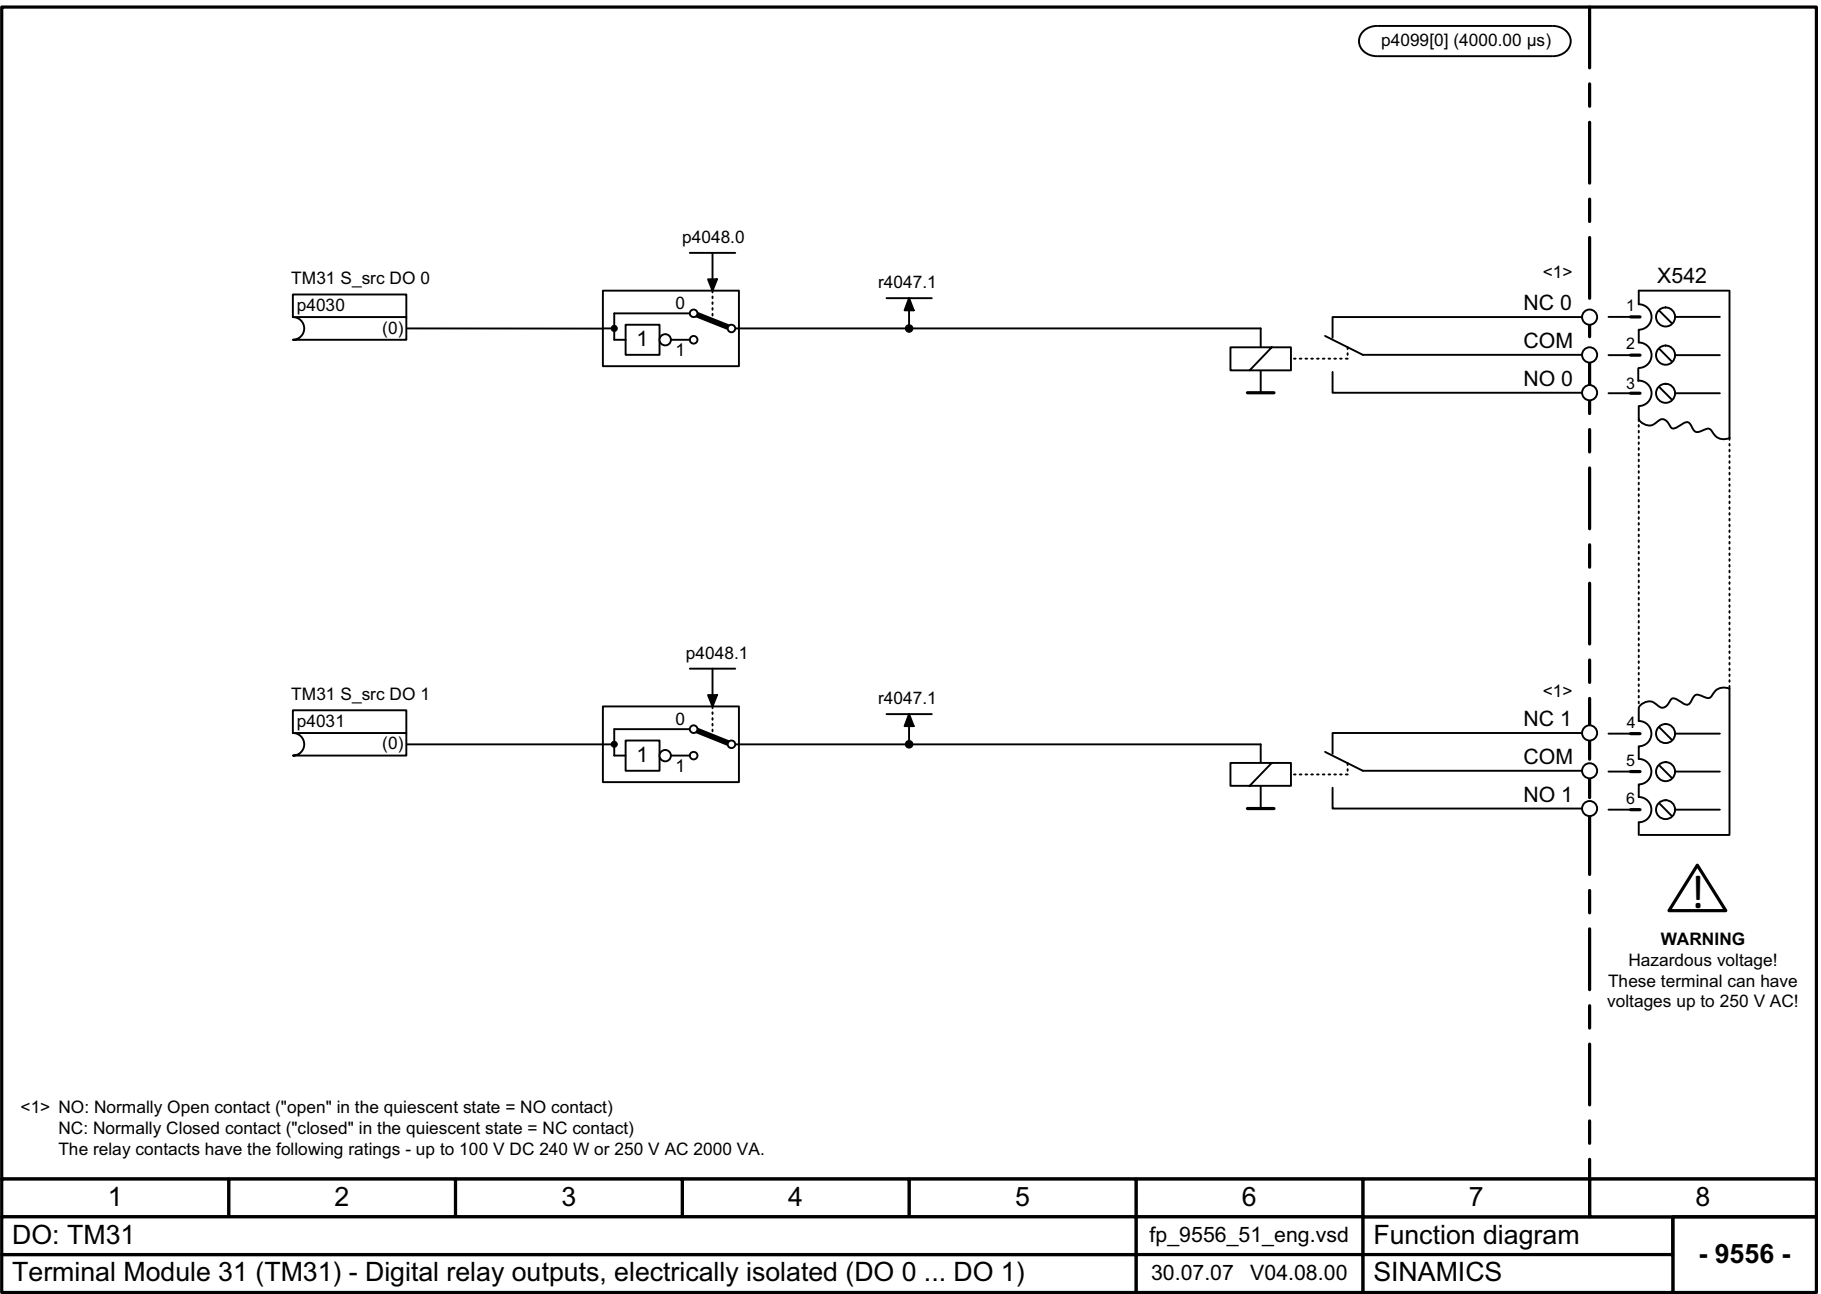 p4099[0] (4000.00 µs)
p4048.0
TM31 S_src DO 0
p4030
(0)
0
1
1
r4047.1
<1>
NC 0
COM
NO 0
X542
1
2
3
p4048.1
TM31 S_src DO 1
p4031
(0)
0
1
1
r4047.1
<1>
NC 1
COM
NO 1
4
5
6
WARNING
Hazardous voltage!
These terminal can have
voltages up to 250 V AC!
<1> NO: Normally Open contact ("open" in the quiescent state = NO contact)
NC: Normally Closed contact ("closed" in the quiescent state = NC contact)
The relay contacts have the following ratings - up to 100 V DC 240 W or 250 V AC 2000 VA.
1 2 3 4 5 6 7 8
DO: TM31
fp_9556_51_eng.vsd
Function diagram
- 9556 -
Terminal Module 31 (TM31) - Digital relay outputs, electrically isolated (DO 0 ... DO 1)
30.07.07 V04.08.00
SINAMICS